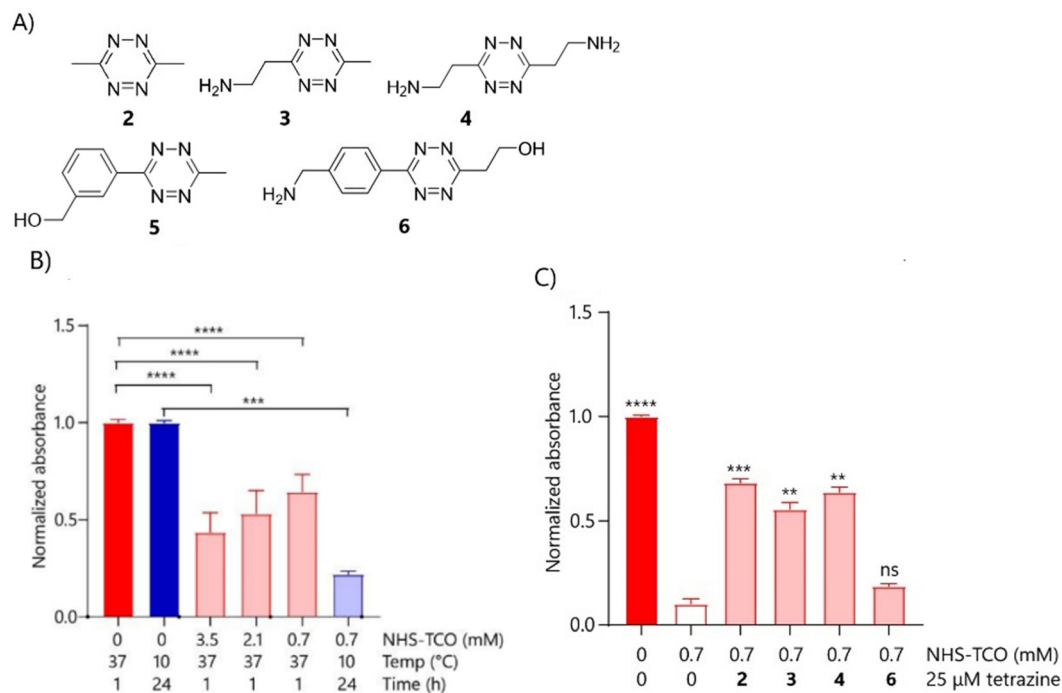 A)
N N N=N
2
H₂N N N N=N
3
H₂N N N N=N NH₂
4
HO N N N=N
5
H₂N N N N=N OH
6
B)
Normalized absorbance
1.5
1.0
0.5
0.0
****
****
****
***
0 0 3.5 2.1 0.7 0.7 NHS-TCO (mM)
37 10 37 37 37 10 Temp (°C)
1 24 1 1 1 24 Time (h)
C)
Normalized absorbance
1.5
1.0
0.5
0.0
**** *** ** ** ns
0 0.7 0.7 0.7 0.7 0.7 NHS-TCO (mM)
0 0 2 3 4 6 25 µM tetrazine